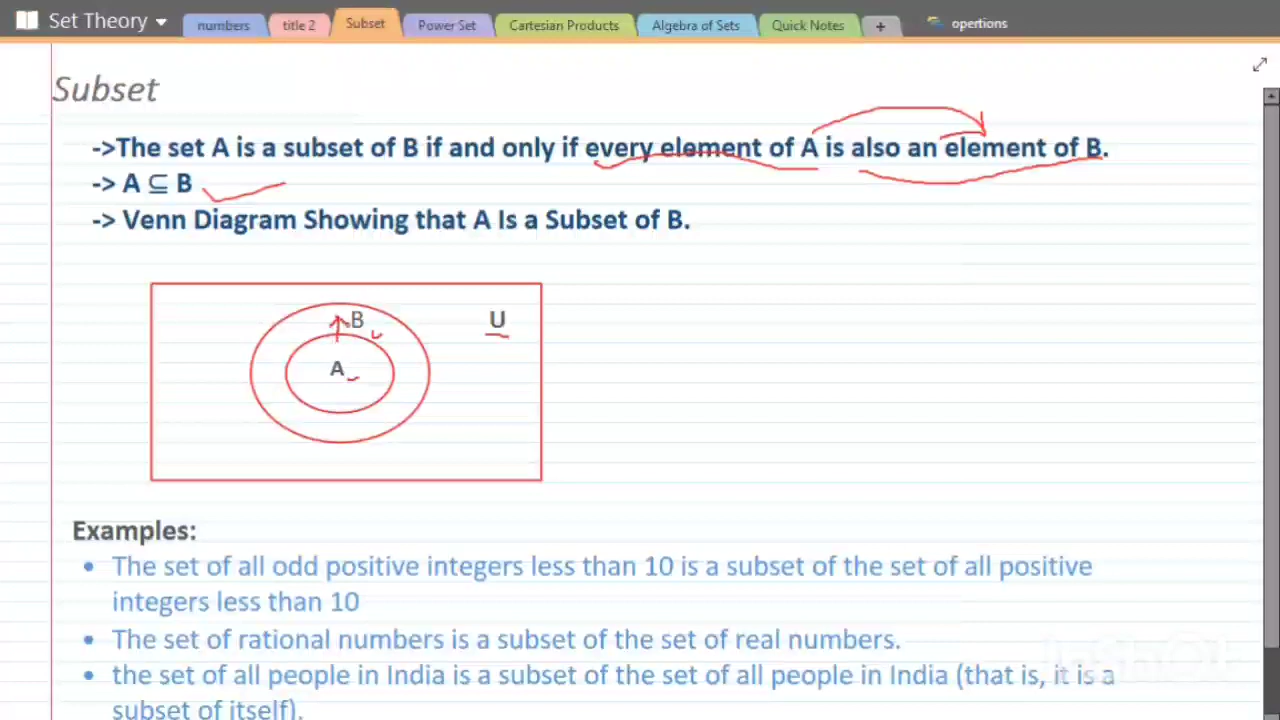 Set Theory
numbers
title 2
Subset
Power Set
Cartesian Products
Algebra of Sets
Quick Notes
+
opertions
Subset
->The set A is a subset of B if and only if every element of A is also an element of B.
-> A ⊆ B
-> Venn Diagram Showing that A Is a Subset of B.
B
U
A
Examples:
• The set of all odd positive integers less than 10 is a subset of the set of all positive
integers less than 10
• The set of rational numbers is a subset of the set of real numbers.
• the set of all people in India is a subset of the set of all people in India (that is, it is a
subset of itself).